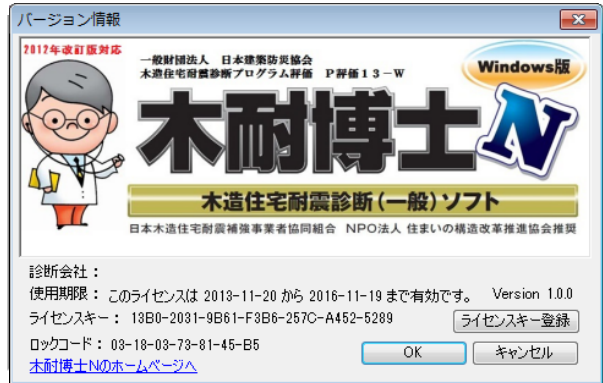 バージョン情報
2012年改訂版対応
一般財団法人 日本建築防災協会
木造住宅耐震診断プログラム評価 P評価13-W
Windows版
木耐博士N
木造住宅耐震診断(一般)ソフト
日本木造住宅耐震補強事業者協同組合 NPO法人 住まいの構造改革推進協会推奨
診断会社:
使用期限: このライセンスは 2013-11-20 から 2016-11-19 まで有効です。 Version 1.0.0
ライセンスキー: 13B0-2031-9B61-F3B6-257C-A452-5289 ライセンスキー登録
ロックコード: 03-18-03-73-81-45-B5
OK キャンセル
木耐博士Nのホームページへ